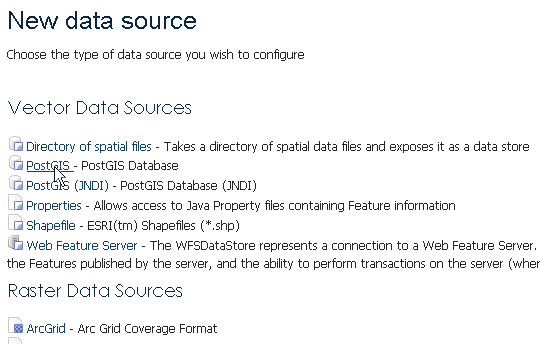 New data source
Choose the type of data source you wish to configure
Vector Data Sources
Directory of spatial files - Takes a directory of spatial data files and exposes it as a data store
PostGIS - PostGIS Database
PostGIS (JNDI) - PostGIS Database (JNDI)
Properties - Allows access to Java Property files containing Feature information
Shapefile - ESRI(tm) Shapefiles (*.shp)
Web Feature Server - The WFSDataStore represents a connection to a Web Feature Server.
the Features published by the server, and the ability to perform transactions on the server (wher
Raster Data Sources
ArcGrid - Arc Grid Coverage Format